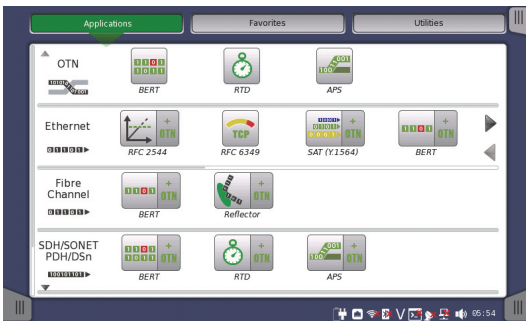 Applications Favorites Utilities
OTN
BERT RTD APS
Ethernet
+ OTN TCP + OTN + OTN
RFC 2544 RFC 6349 SAT (Y.1564) BERT
Fibre
Channel
+ OTN + OTN
BERT Reflector
SDH/SONET
PDH/DSn
+ OTN + OTN + OTN
BERT RTD APS
05:54